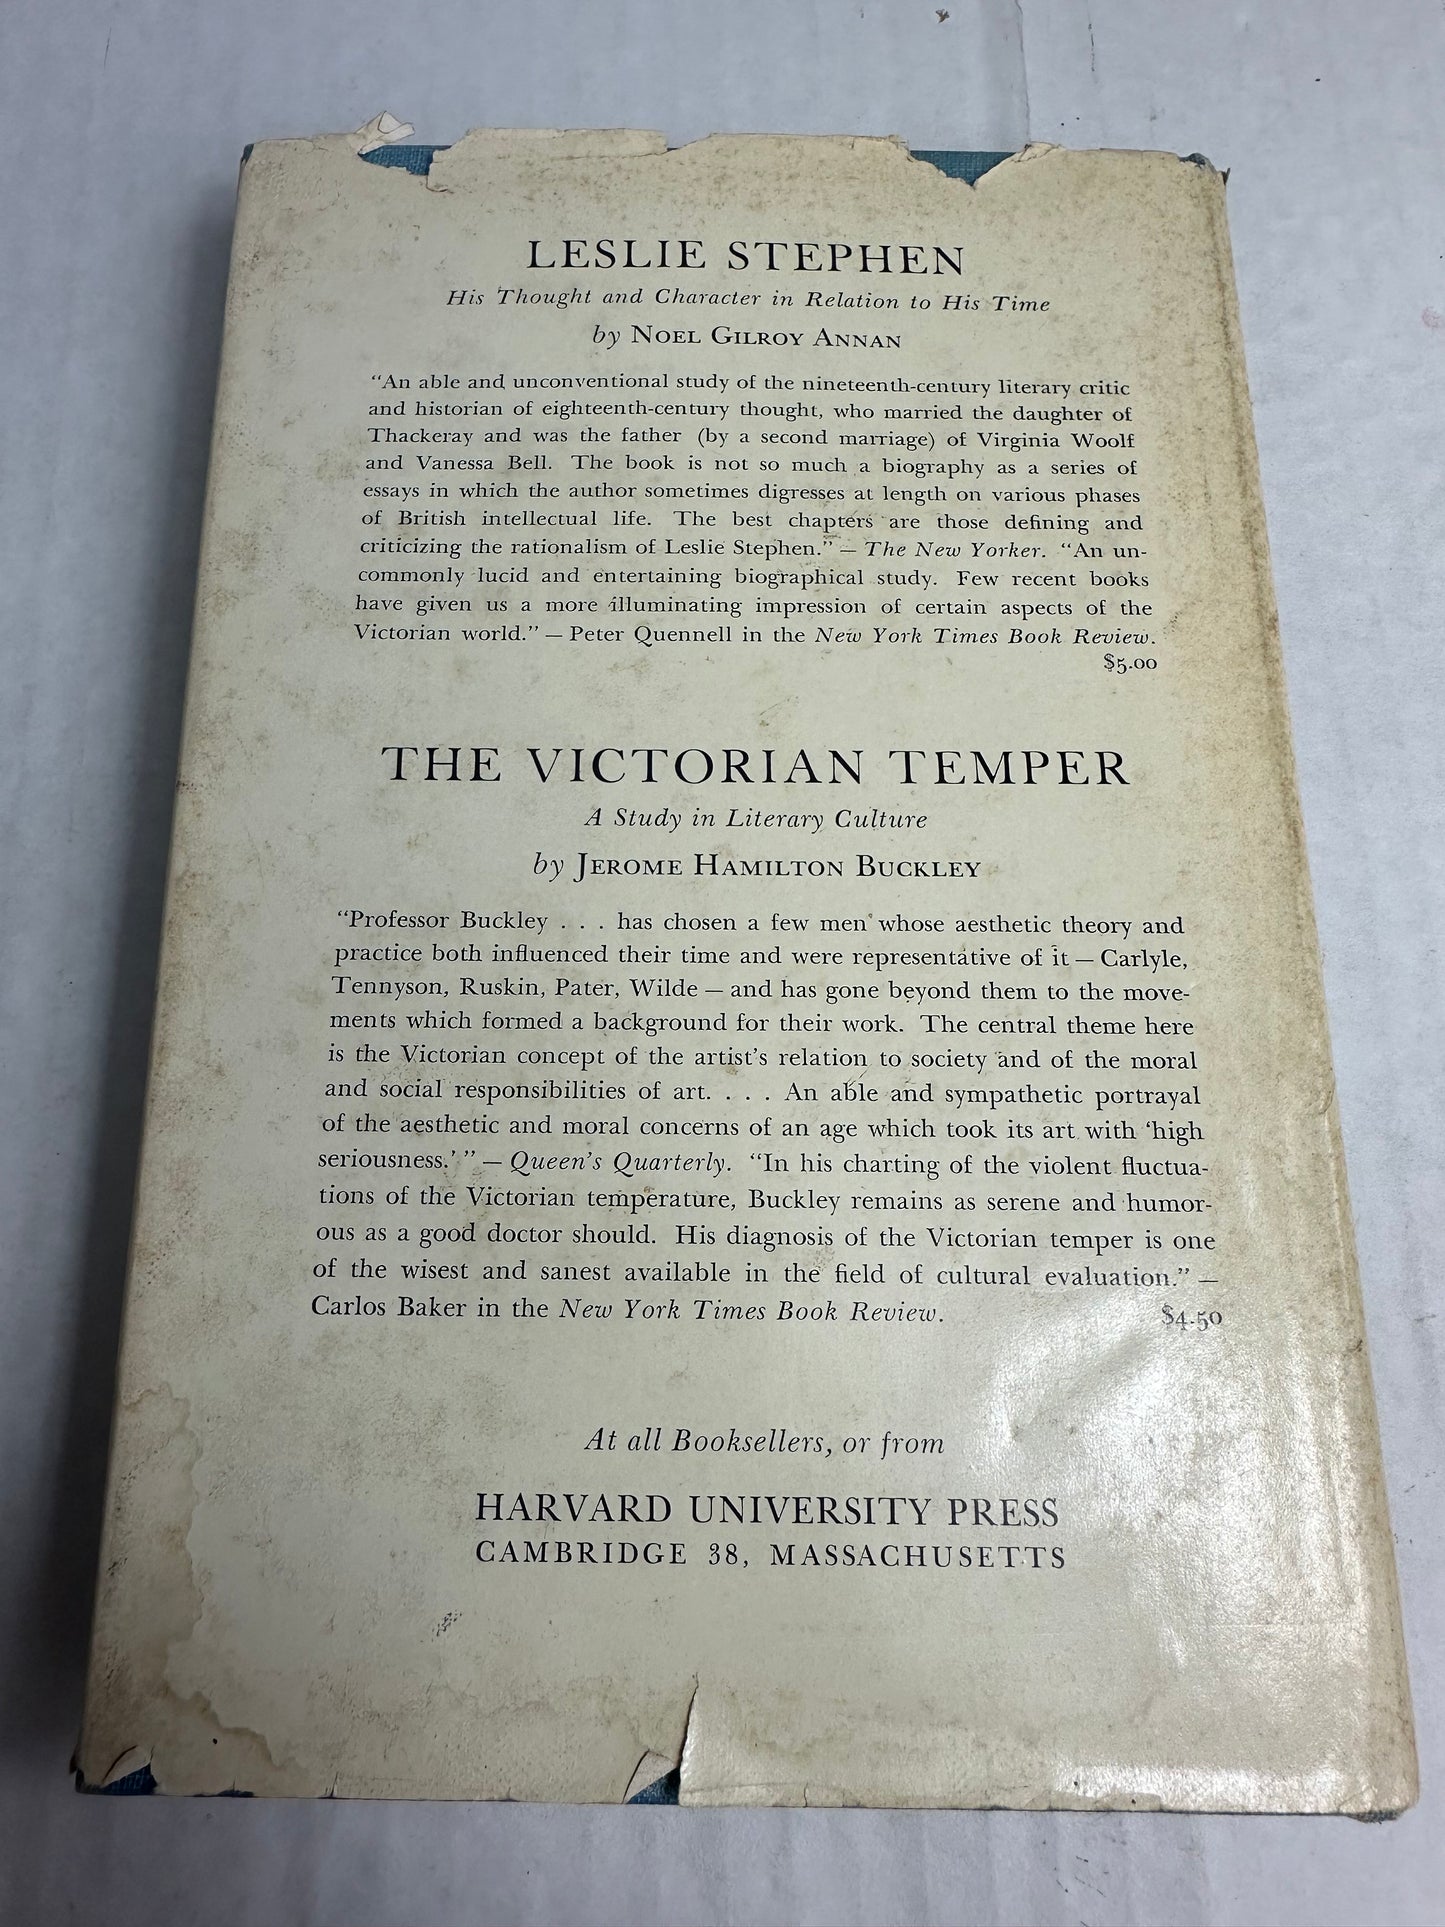 LESLIE STEPHEN
His Thought and Character in Relation to His Time
by NOEL GILROY ANNAN
“An able and unconventional study of the nineteenth-century literary critic
and historian of eighteenth-century thought, who married the daughter of
Thackeray and was the father (by a second marriage) of Virginia Woolf
and Vanessa Bell. The book is not so much a biography as a series of
essays in which the author sometimes digresses at length on various phases
of British intellectual life. The best chapters are those defining and
criticizing the rationalism of Leslie Stephen.” — The New Yorker. “An un-
commonly lucid and entertaining biographical study. Few recent books
have given us a more illuminating impression of certain aspects of the
Victorian world.” — Peter Quennell in the New York Times Book Review.
$5.00
THE VICTORIAN TEMPER
A Study in Literary Culture
by JEROME HAMILTON BUCKLEY
“Professor Buckley . . . has chosen a few men whose aesthetic theory and
practice both influenced their time and were representative of it — Carlyle,
Tennyson, Ruskin, Pater, Wilde — and has gone beyond them to the move-
ments which formed a background for their work. The central theme here
is the Victorian concept of the artist’s relation to society and of the moral
and social responsibilities of art. . . . An able and sympathetic portrayal
of the aesthetic and moral concerns of an age which took its art with ‘high
seriousness.’ ” — Queen’s Quarterly. “In his charting of the violent fluctua-
tions of the Victorian temperature, Buckley remains as serene and humor-
ous as a good doctor should. His diagnosis of the Victorian temper is one
of the wisest and sanest available in the field of cultural evaluation.” —
Carlos Baker in the New York Times Book Review. $4.50
At all Booksellers, or from
HARVARD UNIVERSITY PRESS
CAMBRIDGE 38, MASSACHUSETTS